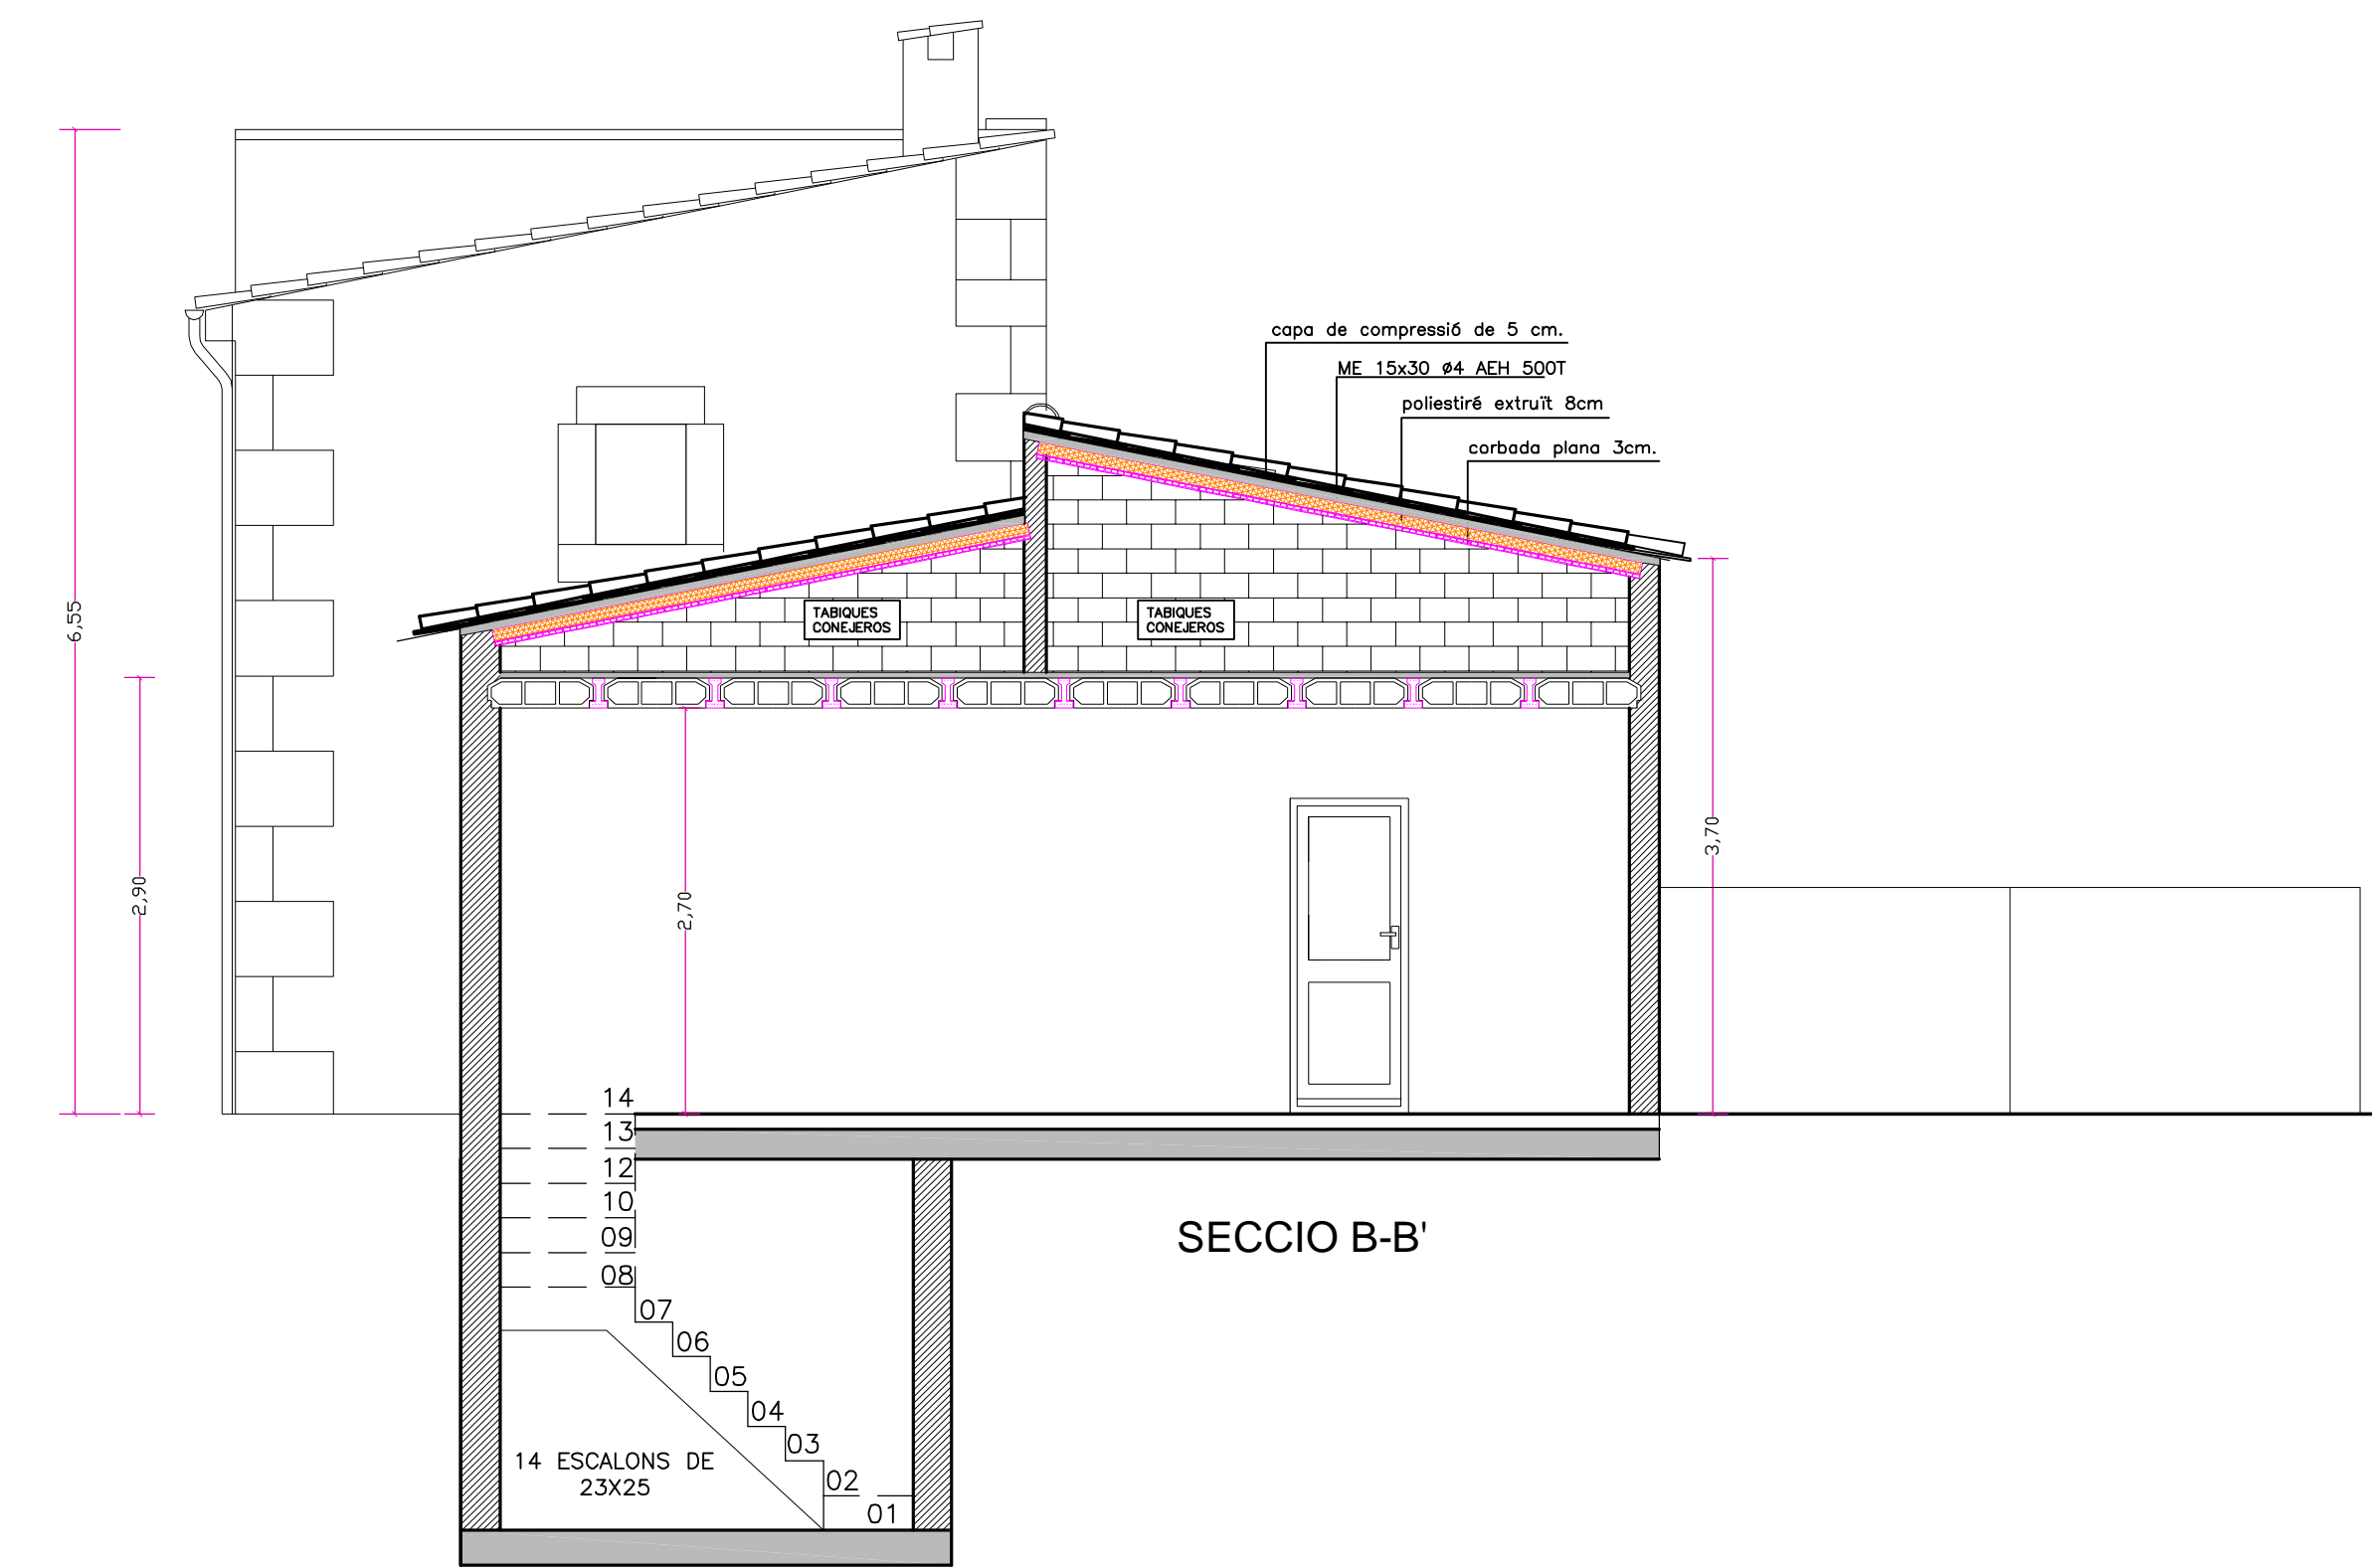 capa de compressió de 5 cm.
ME 15x30 ø4 AEH 500T
poliestiré extruït 8cm
corbada plana 3cm.
TABIQUES
CONEJEROS
TABIQUES
CONEJEROS
6,55
2,90
2,70
3,70
14
13
12
10
09
08
07
06
05
04
03
02
01
14 ESCALONS DE
23X25
SECCIO B-B'